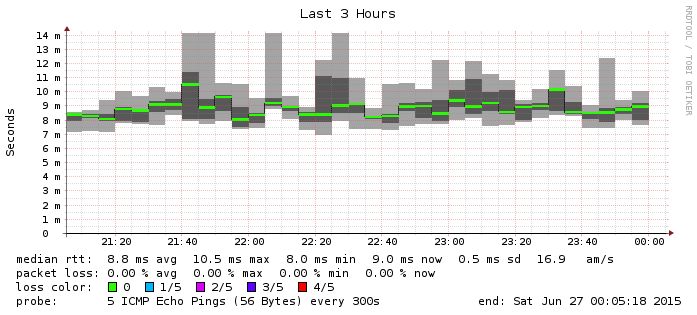 Last 3 Hours
RRDTOOL / TOBI OETIKER
Seconds
14 m
13 m
12 m
11 m
10 m
9 m
8 m
7 m
6 m
5 m
4 m
3 m
2 m
1 m
0
21:20 21:40 22:00 22:20 22:40 23:00 23:20 23:40 00:00
median rtt: 8.8 ms avg 10.5 ms max 8.0 ms min 9.0 ms now 0.5 ms sd 16.9 am/s
packet loss: 0.00 % avg 0.00 % max 0.00 % min 0.00 % now
loss color: 0 1/5 2/5 3/5 4/5
probe: 5 ICMP Echo Pings (56 Bytes) every 300s end: Sat Jun 27 00:05:18 2015